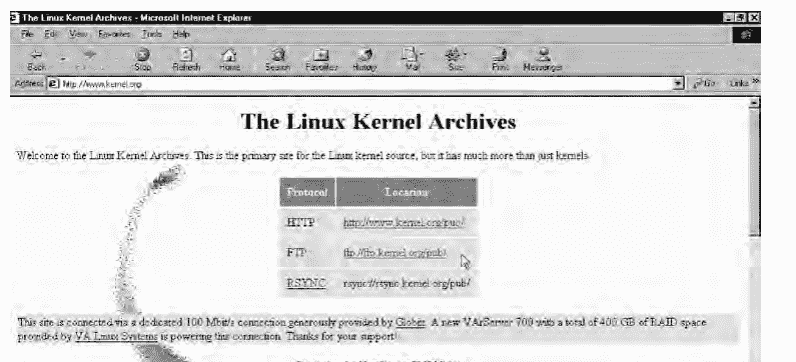 The Linux Kernel Archives - Microsoft Internet Explorer
File Edit View Favorites Tools Help
Back Stop Refresh Home Search Favorites History Mail Size Print Messenger
Address http://www.kernel.org Go Links »
The Linux Kernel Archives
Welcome to the Linux Kernel Archives. This is the primary site for the Linux kernel source, but it has much more than just kernels.
Protocol Location
HTTP http://www.kernel.org/pub/
FTP ftp://ftp.kernel.org/pub/
RSYNC rsync://rsync.kernel.org/pub/
This site is connected via a dedicated 100 Mbit/s connection generously provided by Globix. A new VArServer 700 with a total of 400 GB of RAID space
provided by VA Linux Systems is powering this connection. Thanks for your support!